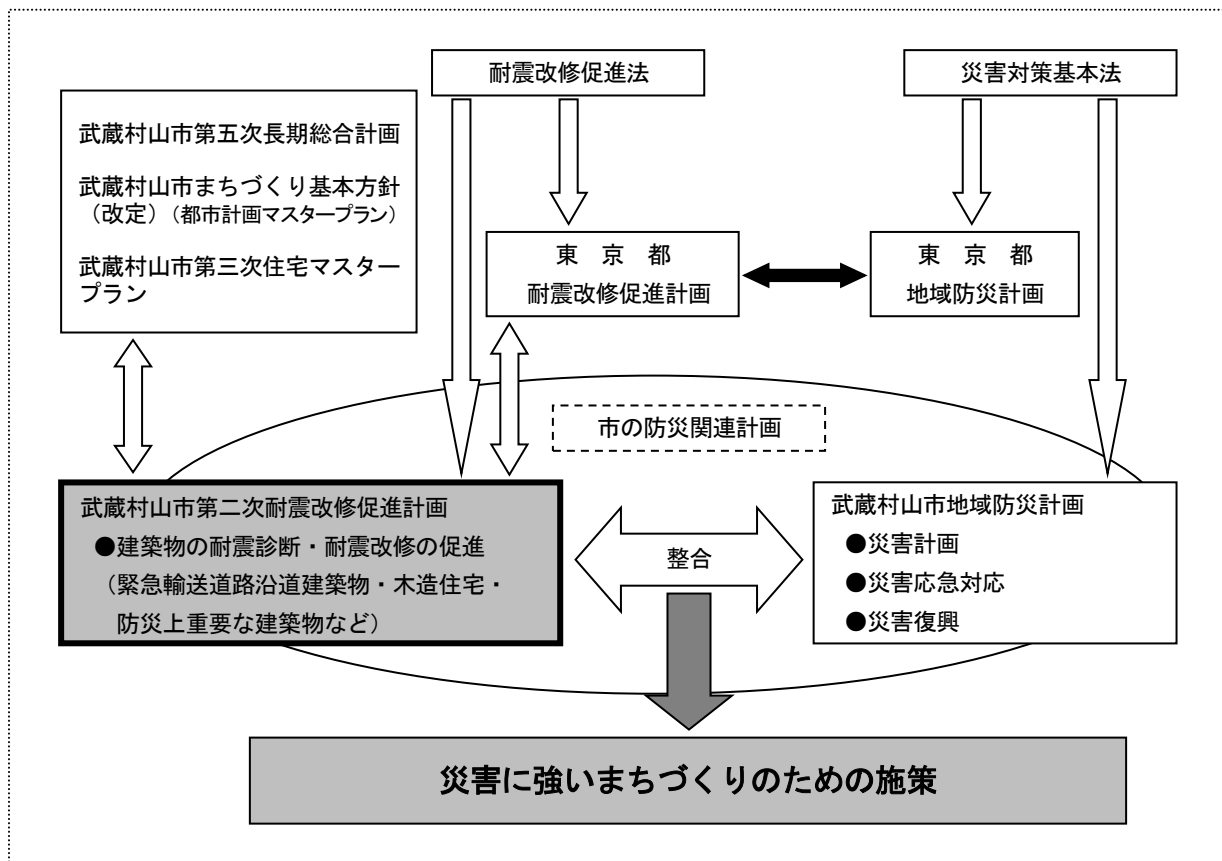 耐震改修促進法
災害対策基本法
武蔵村山市第五次長期総合計画
武蔵村山市まちづくり基本方針
(改定)(都市計画マスタープラン)
武蔵村山市第三次住宅マスター
プラン
東 京 都
耐震改修促進計画
東 京 都
地域防災計画
市の防災関連計画
武蔵村山市第二次耐震改修促進計画
●建築物の耐震診断・耐震改修の促進
(緊急輸送道路沿道建築物・木造住宅・
防災上重要な建築物など)
整合
武蔵村山市地域防災計画
●災害計画
●災害応急対応
●災害復興
災害に強いまちづくりのための施策